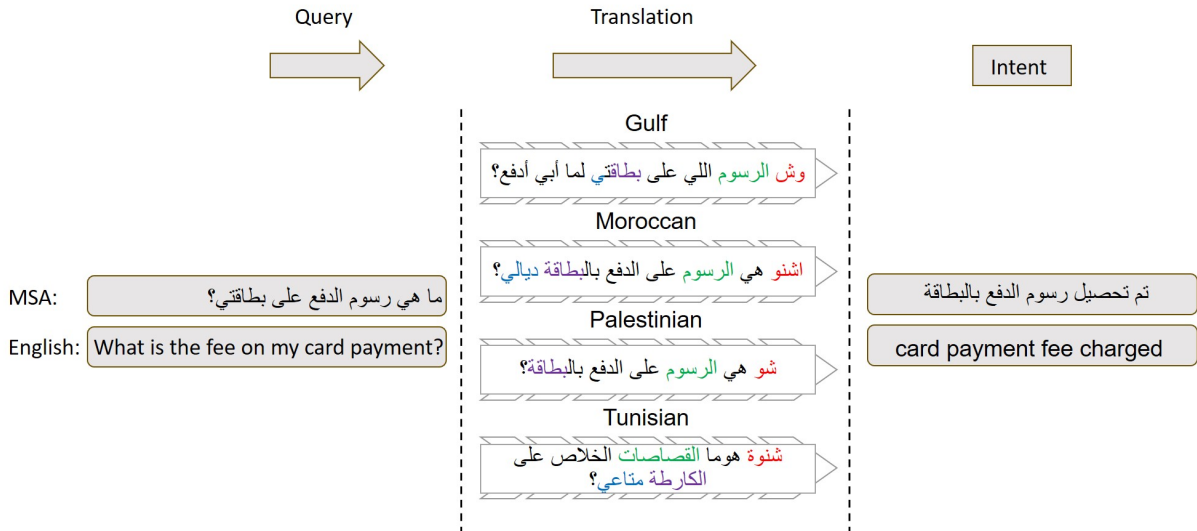 Query
Translation
Intent
Gulf
وش الرسوم اللي على بطاقتي لما أبي أدفع؟
Moroccan
اشنو هي الرسوم على الدفع بالبطاقة ديالي؟
MSA:
ما هي رسوم الدفع على بطاقتي؟
تم تحصيل رسوم الدفع بالبطاقة
Palestinian
English:
What is the fee on my card payment?
card payment fee charged
شو هي الرسوم على الدفع بالبطاقة؟
Tunisian
شنوة هوما القصاصات الخلاص على
الكارطة متاعي؟